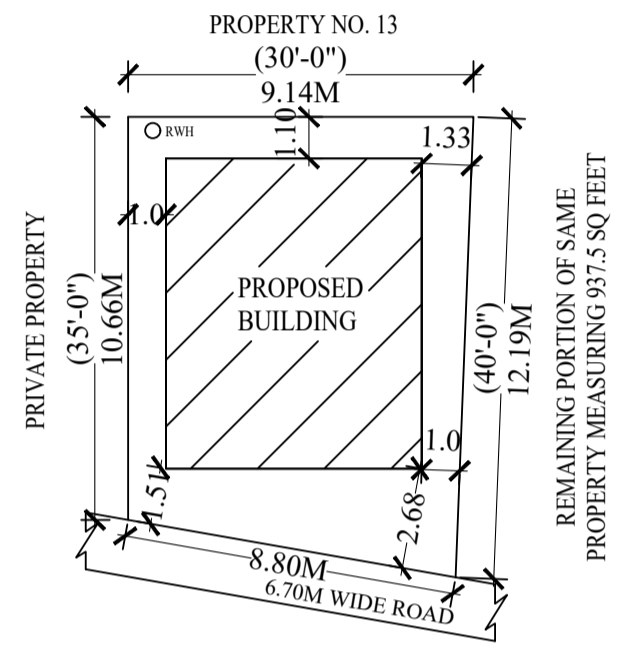 PROPERTY NO. 13
(30'-0")
9.14M
RWH
1.10
1.33
1.0
PRIVATE PROPERTY
(35'-0")
10.66M
PROPOSED
BUILDING
(40'-0")
12.19M
REMAINING PORTION OF SAME
PROPERTY MEASURING 937.5 SQ FEET
1.0
1.51
2.68
8.80M
6.70M WIDE ROAD